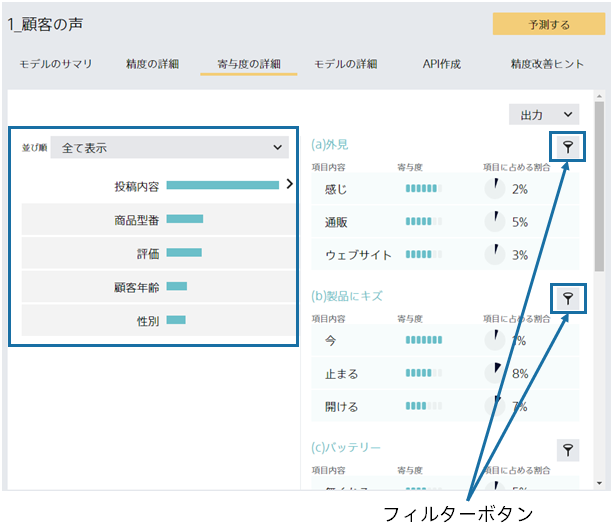 1_顧客の声
予測する
モデルのサマリ 精度の詳細 寄与度の詳細 モデルの詳細 API作成 精度改善ヒント
出力
並び順 全て表示
投稿内容
商品型番
評価
顧客年齢
性別
(a)外見
項目内容 寄与度 項目に占める割合
感じ 2%
通販 5%
ウェブサイト 3%
(b)製品にキズ
項目内容 寄与度 項目に占める割合
今 1%
止まる 8%
開ける 7%
(c)バッテリー
項目内容 寄与度 項目に占める割合
フィルターボタン